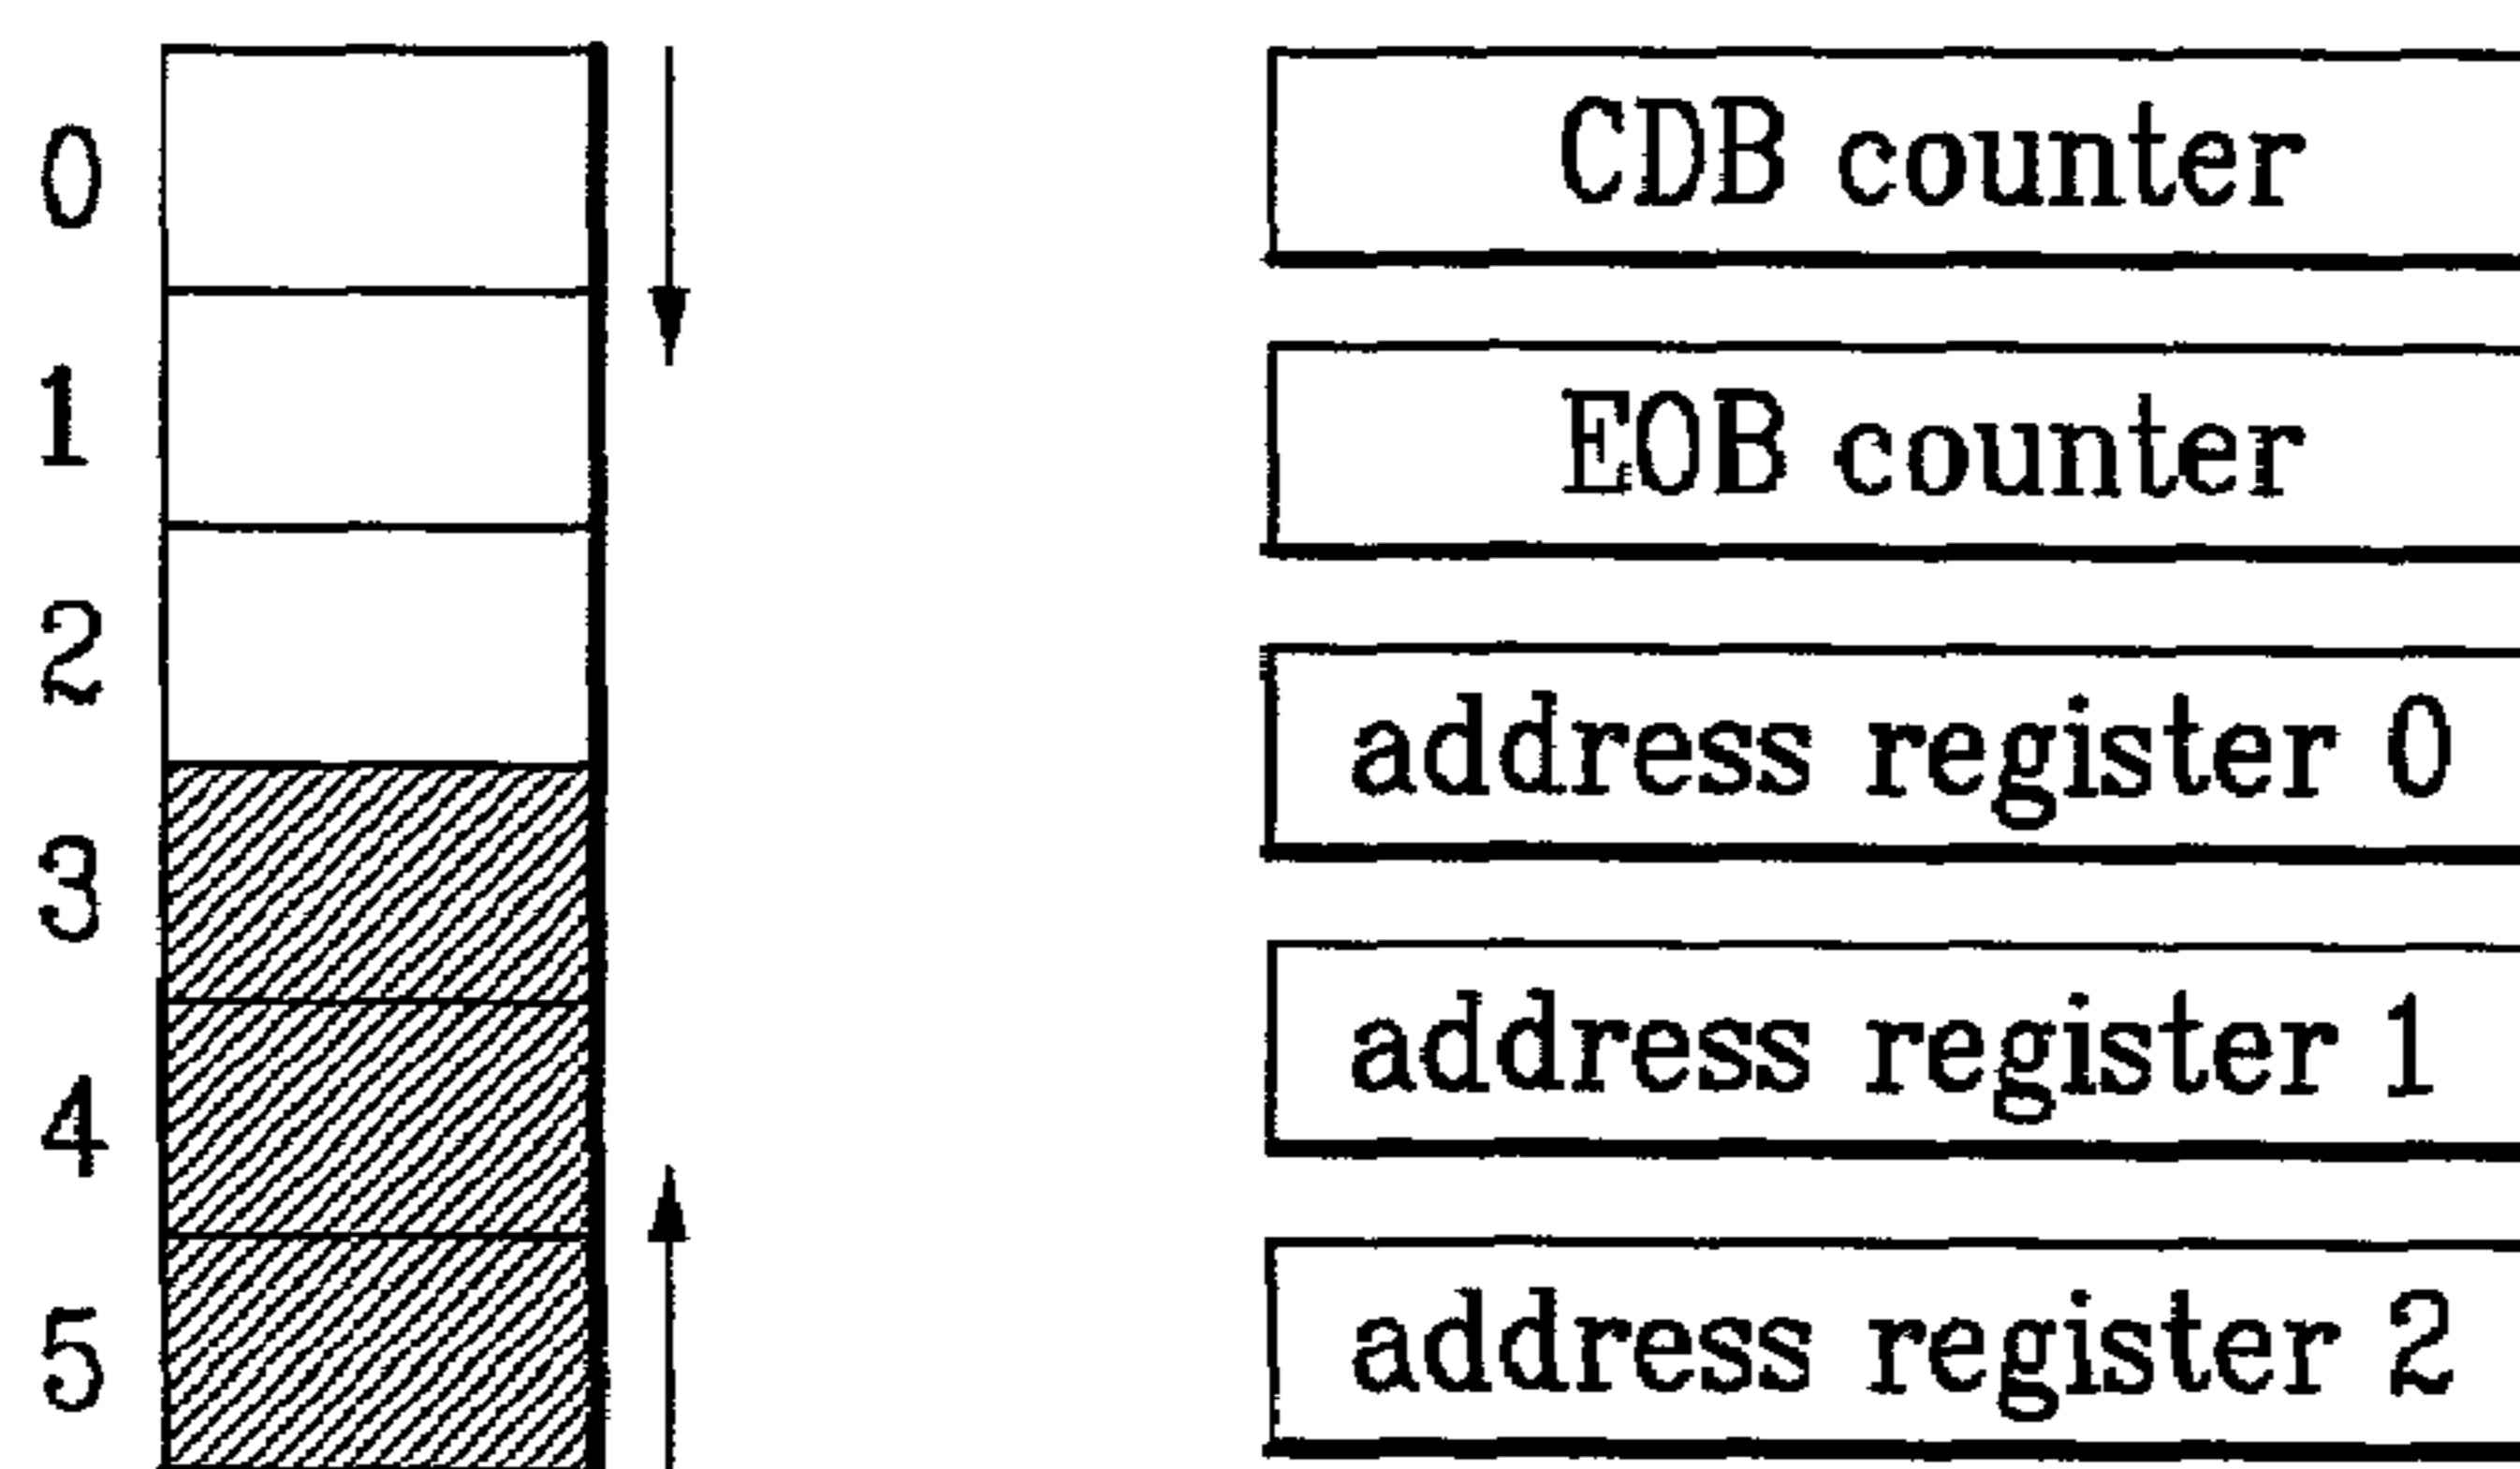 0
1
2
3
4
5
CDB counter
EOB counter
address register 0
address register 1
address register 2